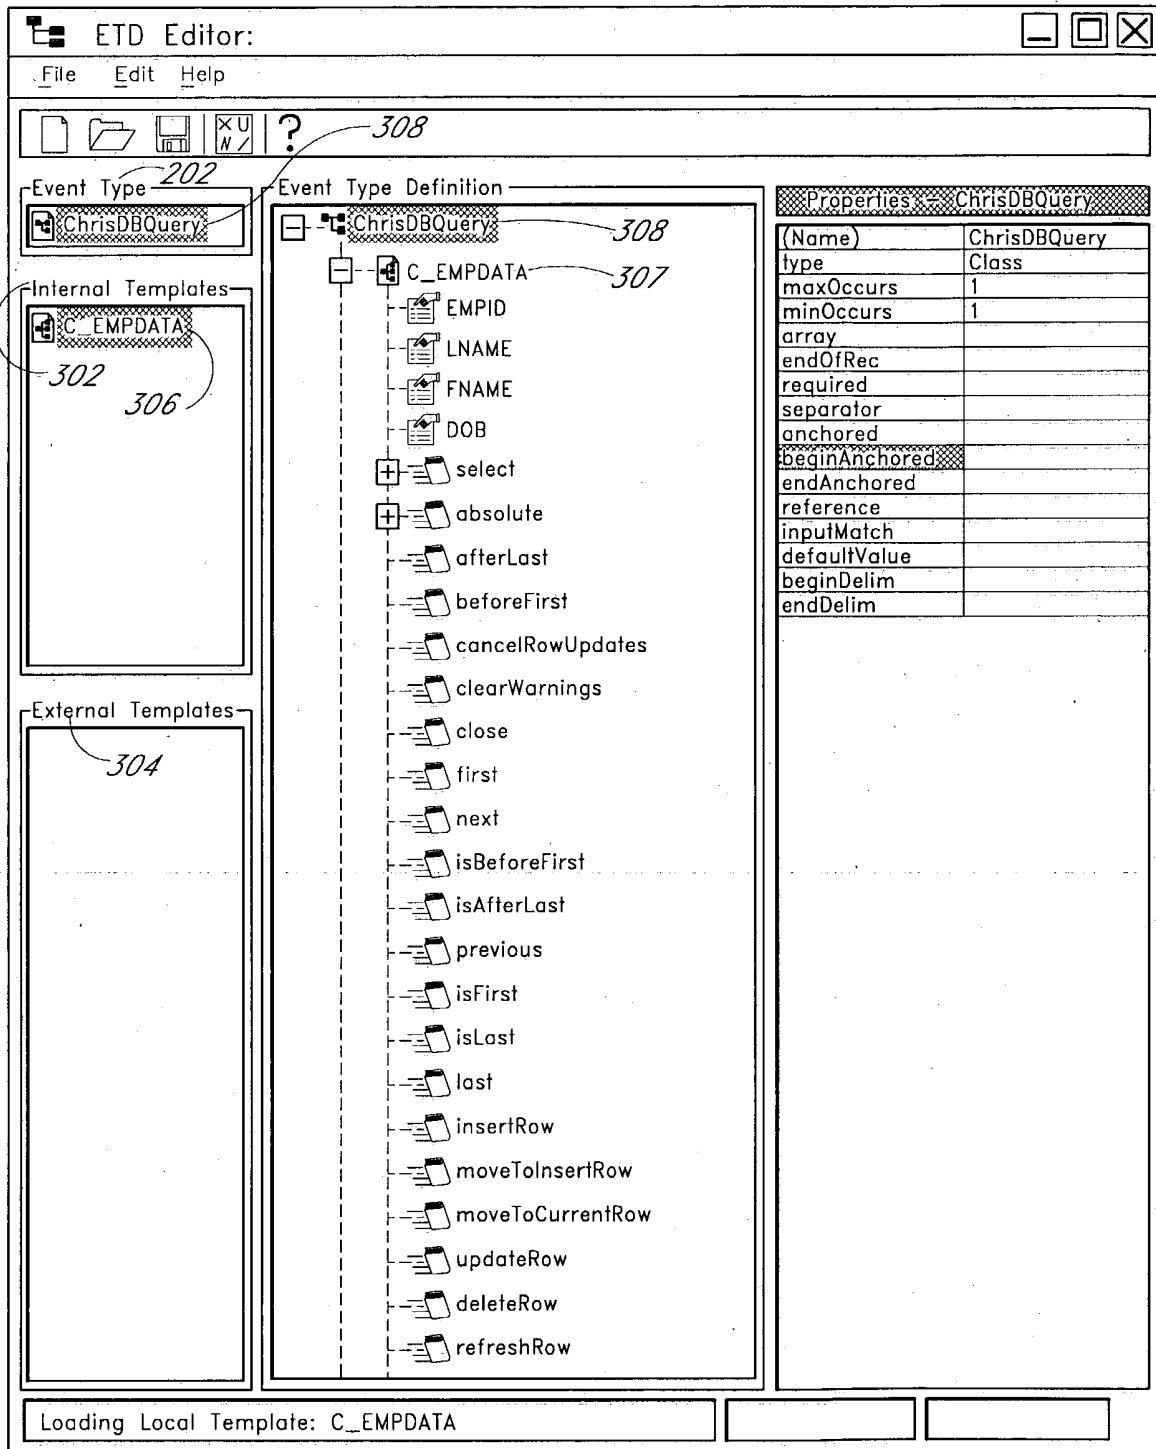 ETD Editor:
File Edit Help
X U
N /
?
308
202
Event Type
ChrisDBQuery
Internal Templates
C_EMPDATA
302
306
External Templates
304
Event Type Definition
ChrisDBQuery 308
C_EMPDATA 307
EMPID
LNAME
FNAME
DOB
select
absolute
afterLast
beforeFirst
cancelRowUpdates
clearWarnings
close
first
next
isBeforeFirst
isAfterLast
previous
isFirst
isLast
last
insertRow
moveToInsertRow
moveToCurrentRow
updateRow
deleteRow
refreshRow
Properties - ChrisDBQuery
(Name) ChrisDBQuery
type Class
maxOccurs 1
minOccurs 1
array
endOfRec
required
separator
anchored
beginAnchored
endAnchored
reference
inputMatch
defaultValue
beginDelim
endDelim
Loading Local Template: C_EMPDATA